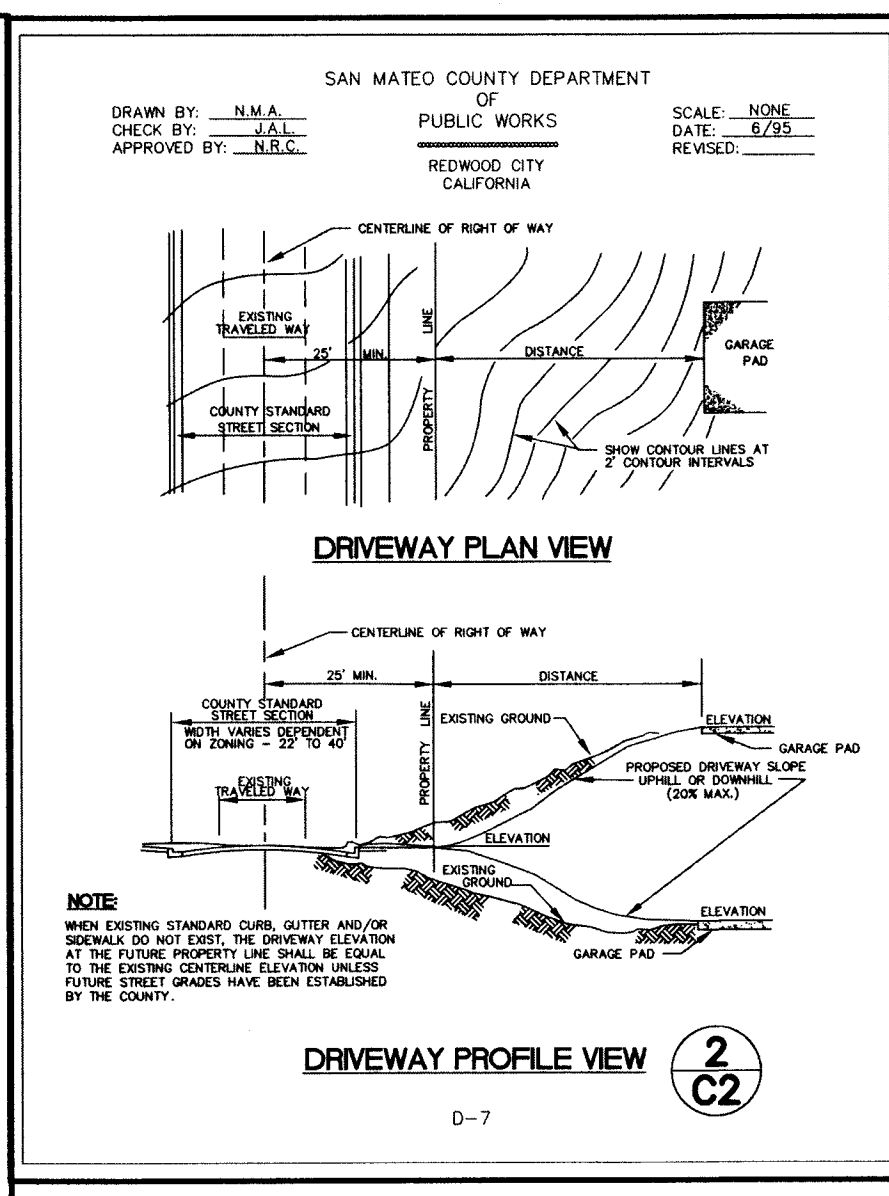 SAN MATEO COUNTY DEPARTMENT
OF
PUBLIC WORKS
REDWOOD CITY
CALIFORNIA
DRAWN BY: N.M.A.
CHECK BY: J.A.L.
APPROVED BY: N.R.C.
SCALE: NONE
DATE: 6/95
REVISED:
CENTERLINE OF RIGHT OF WAY
EXISTING
TRAVELED WAY
25' MIN.
PROPERTY LINE
DISTANCE
GARAGE
PAD
COUNTY STANDARD
STREET SECTION
SHOW CONTOUR LINES AT
2' CONTOUR INTERVALS
DRIVEWAY PLAN VIEW
CENTERLINE OF RIGHT OF WAY
25' MIN.
DISTANCE
COUNTY STANDARD
STREET SECTION
WIDTH VARIES DEPENDENT
ON ZONING - 22' TO 40'
PROPERTY LINE
EXISTING GROUND
ELEVATION
GARAGE PAD
PROPOSED DRIVEWAY SLOPE
UPHILL OR DOWNHILL
(20% MAX.)
EXISTING
TRAVELED WAY
ELEVATION
EXISTING
GROUND
ELEVATION
GARAGE PAD
NOTE:
WHEN EXISTING STANDARD CURB, GUTTER AND/OR
SIDEWALK DO NOT EXIST, THE DRIVEWAY ELEVATION
AT THE FUTURE PROPERTY LINE SHALL BE EQUAL
TO THE EXISTING CENTERLINE ELEVATION UNLESS
FUTURE STREET GRADES HAVE BEEN ESTABLISHED
BY THE COUNTY.
DRIVEWAY PROFILE VIEW
2
C2
D-7